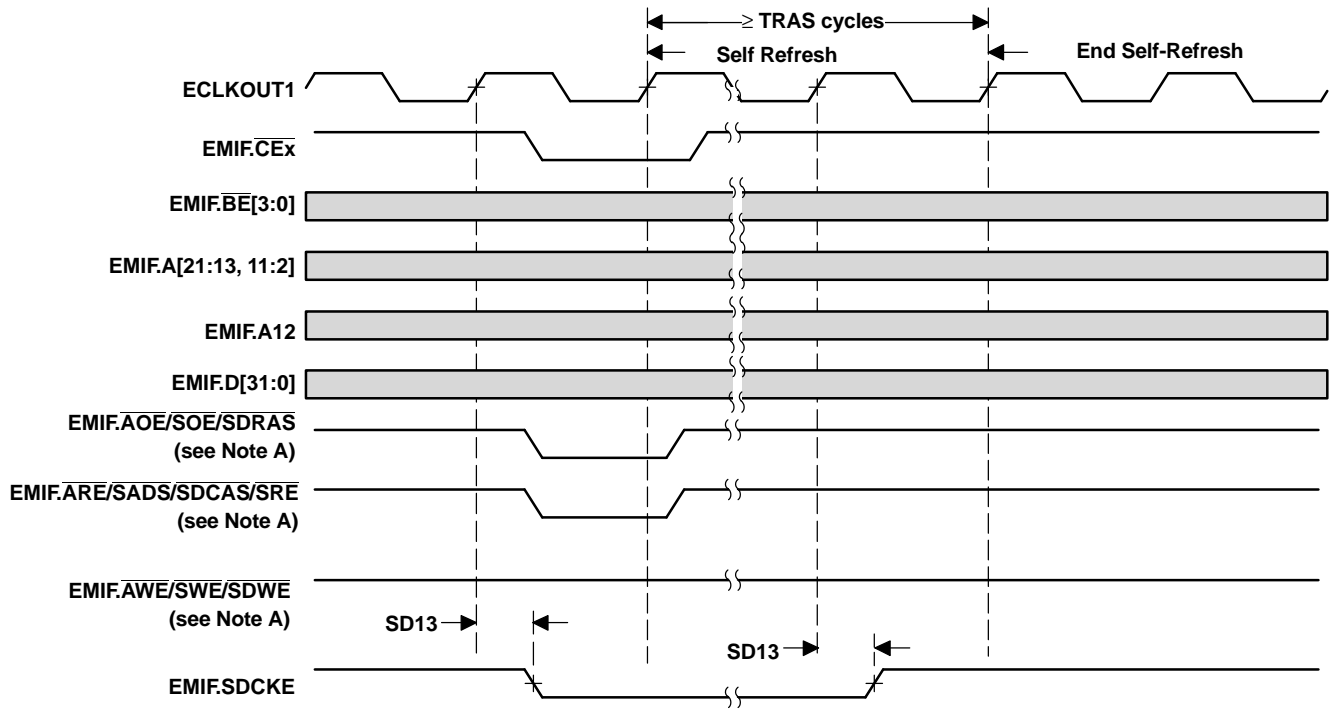 ≥ TRAS cycles
Self Refresh
End Self-Refresh
ECLKOUT1
EMIF.CEx
EMIF.BE[3:0]
EMIF.A[21:13, 11:2]
EMIF.A12
EMIF.D[31:0]
EMIF.AOE/SOE/SDRAS
(see Note A)
EMIF.ARE/SADS/SDCAS/SRE
(see Note A)
EMIF.AWE/SWE/SDWE
(see Note A)
SD13
SD13
EMIF.SDCKE